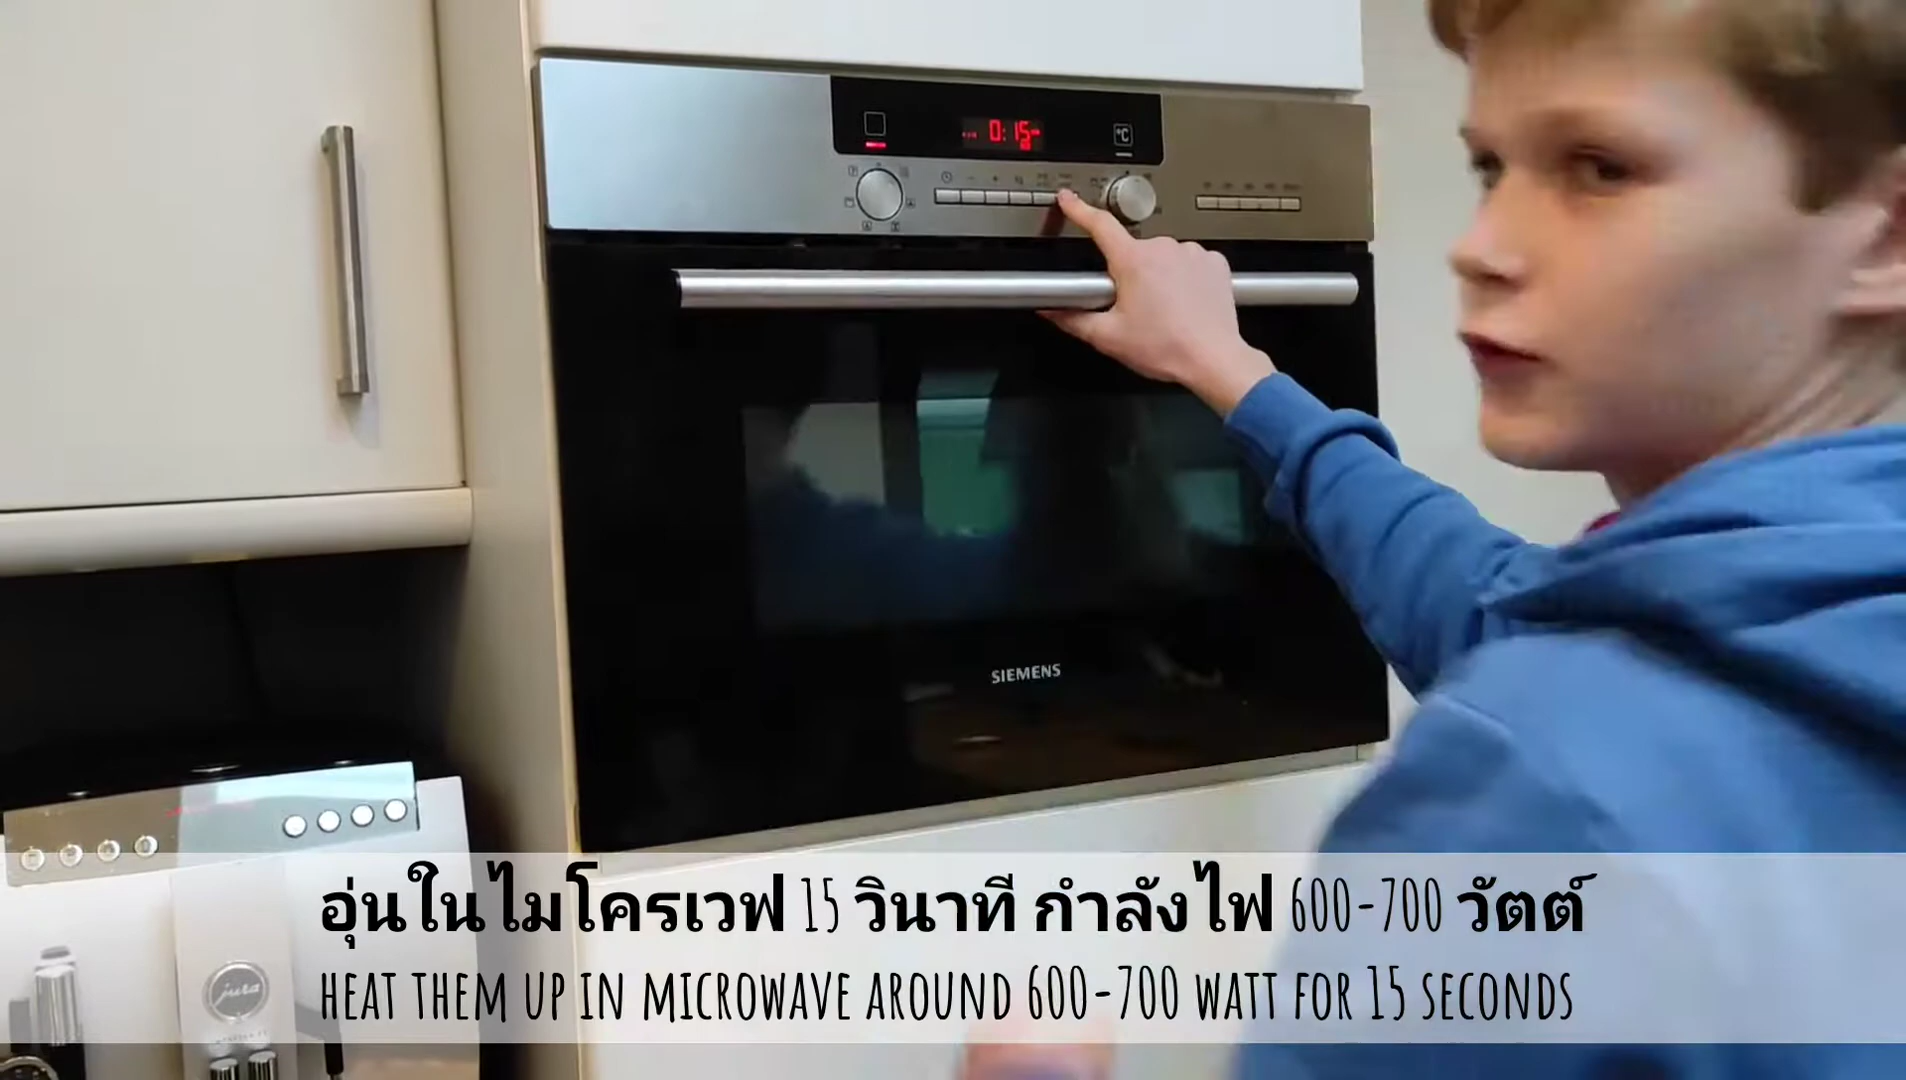 0:15
°C
SIEMENS
jura
อุ่นในไมโครเวฟ 15 วินาที กำลังไฟ 600-700 วัตต์
HEAT THEM UP IN MICROWAVE AROUND 600-700 WATT FOR 15 SECONDS